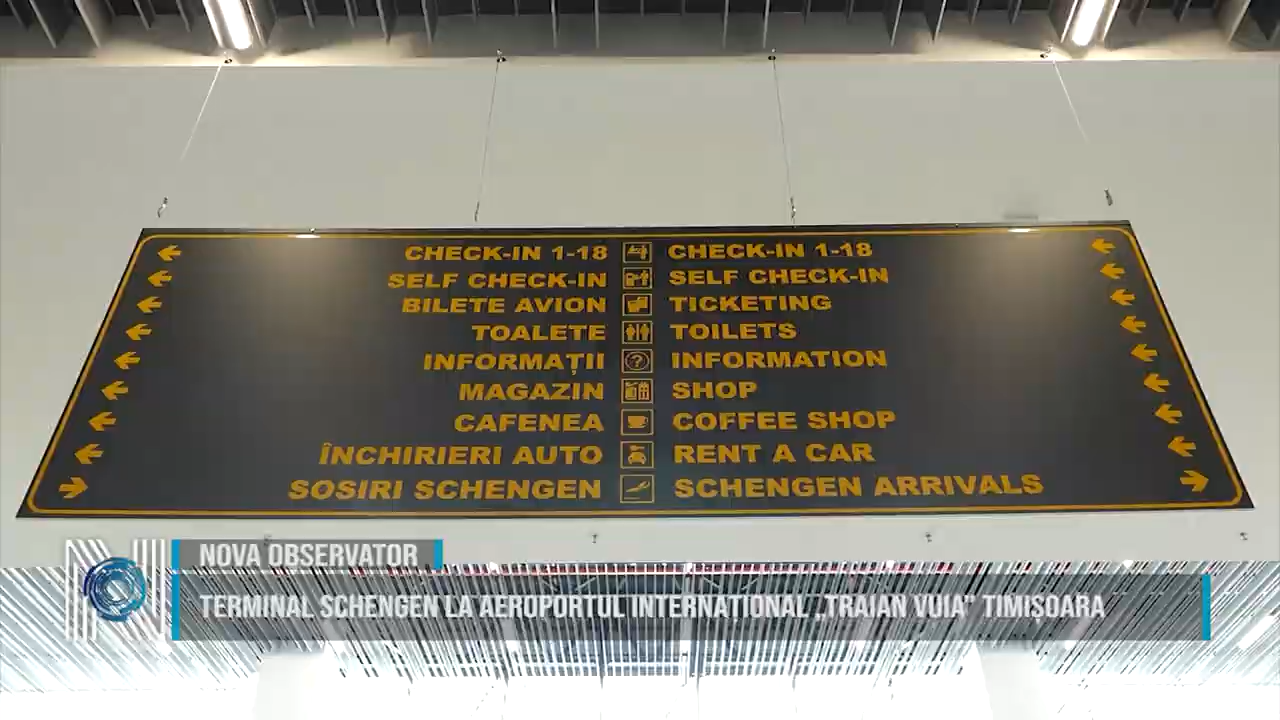 CHECK-IN 1-18 CHECK-IN 1-18
SELF CHECK-IN SELF CHECK-IN
BILETE AVION TICKETING
TOALETE TOILETS
INFORMAȚII ? INFORMATION
MAGAZIN SHOP
CAFENEA COFFEE SHOP
ÎNCHIRIERI AUTO RENT A CAR
SOSIRI SCHENGEN SCHENGEN ARRIVALS
NOVA OBSERVATOR
TERMINAL SCHENGEN LA AEROPORTUL INTERNAȚIONAL „TRAIAN VUIA” TIMIȘOARA